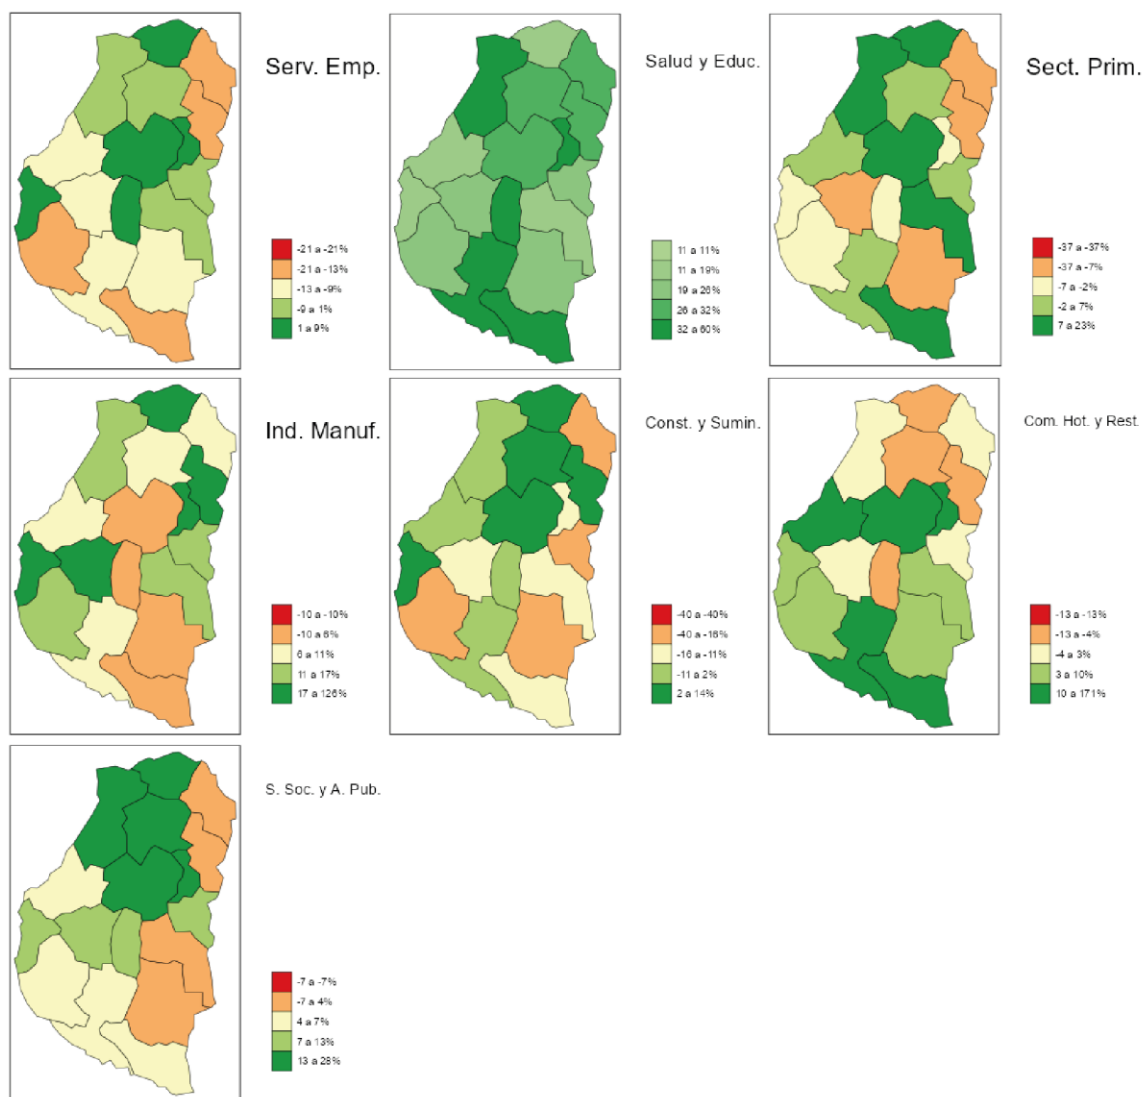 Serv. Emp.
-21 a -21%
-21 a -13%
-13 a -9%
-9 a 1%
1 a 9%
Salud y Educ.
11 a 11%
11 a 19%
19 a 26%
26 a 32%
32 a 60%
Sect. Prim.
-37 a -37%
-37 a -7%
-7 a -2%
-2 a 7%
7 a 23%
Ind. Manuf.
-10 a -10%
-10 a 6%
6 a 11%
11 a 17%
17 a 126%
Const. y Sumin.
-40 a -40%
-40 a -16%
-16 a -11%
-11 a 2%
2 a 14%
Com. Hot. y Rest.
-13 a -13%
-13 a -4%
-4 a 3%
3 a 10%
10 a 171%
S. Soc. y A. Pub.
-7 a -7%
-7 a 4%
4 a 7%
7 a 13%
13 a 28%